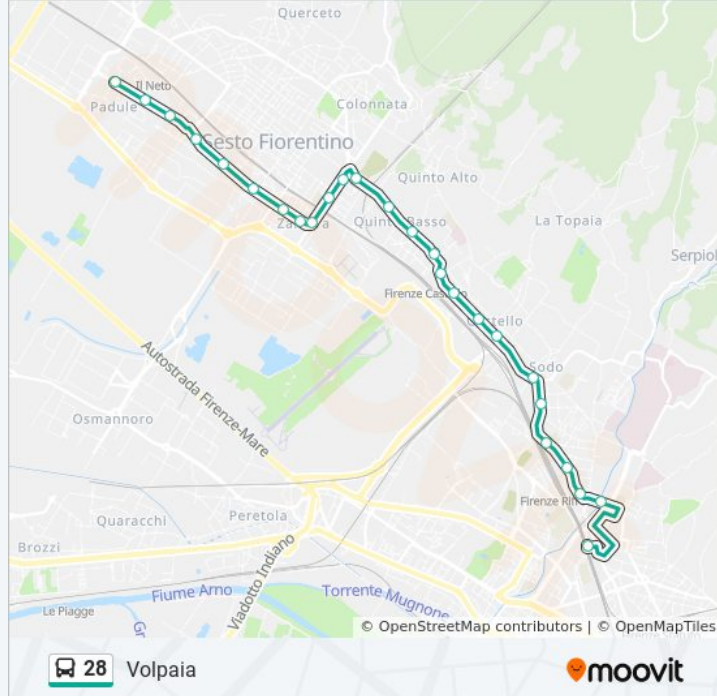 Querceto
Il Neto
Padule
Colonnata
Sesto Fiorentino
Quinto Alto
La Topaia
Quinto Basso
Serpiol
Firenze Castello
Castello
Sodo
Autostrada Firenze-Mare
Osmannoro
Firenze Rif
Peretola
Quaracchi
Brozzi
Viadotto Indiano
Fiume Arno
Torrente Mugnone
Le Piagge
© OpenStreetMap contributors | © OpenMapTiles
28 Volpaia
moovit